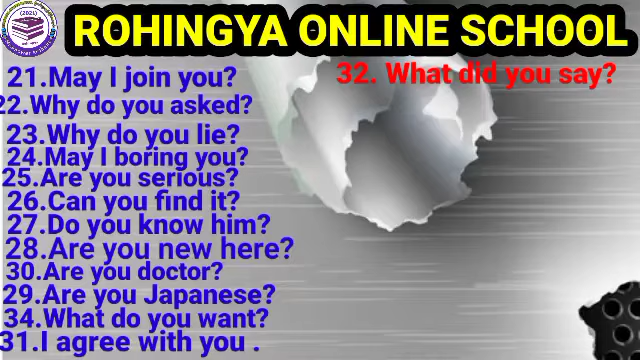 (2021)
ROHINGYA ONLINE SCHOOL
21.May I join you?
22.Why do you asked?
23.Why do you lie?
24.May I boring you?
25.Are you serious?
26.Can you find it?
27.Do you know him?
28.Are you new here?
30.Are you doctor?
29.Are you Japanese?
34.What do you want?
31.I agree with you .
32. What did you say?